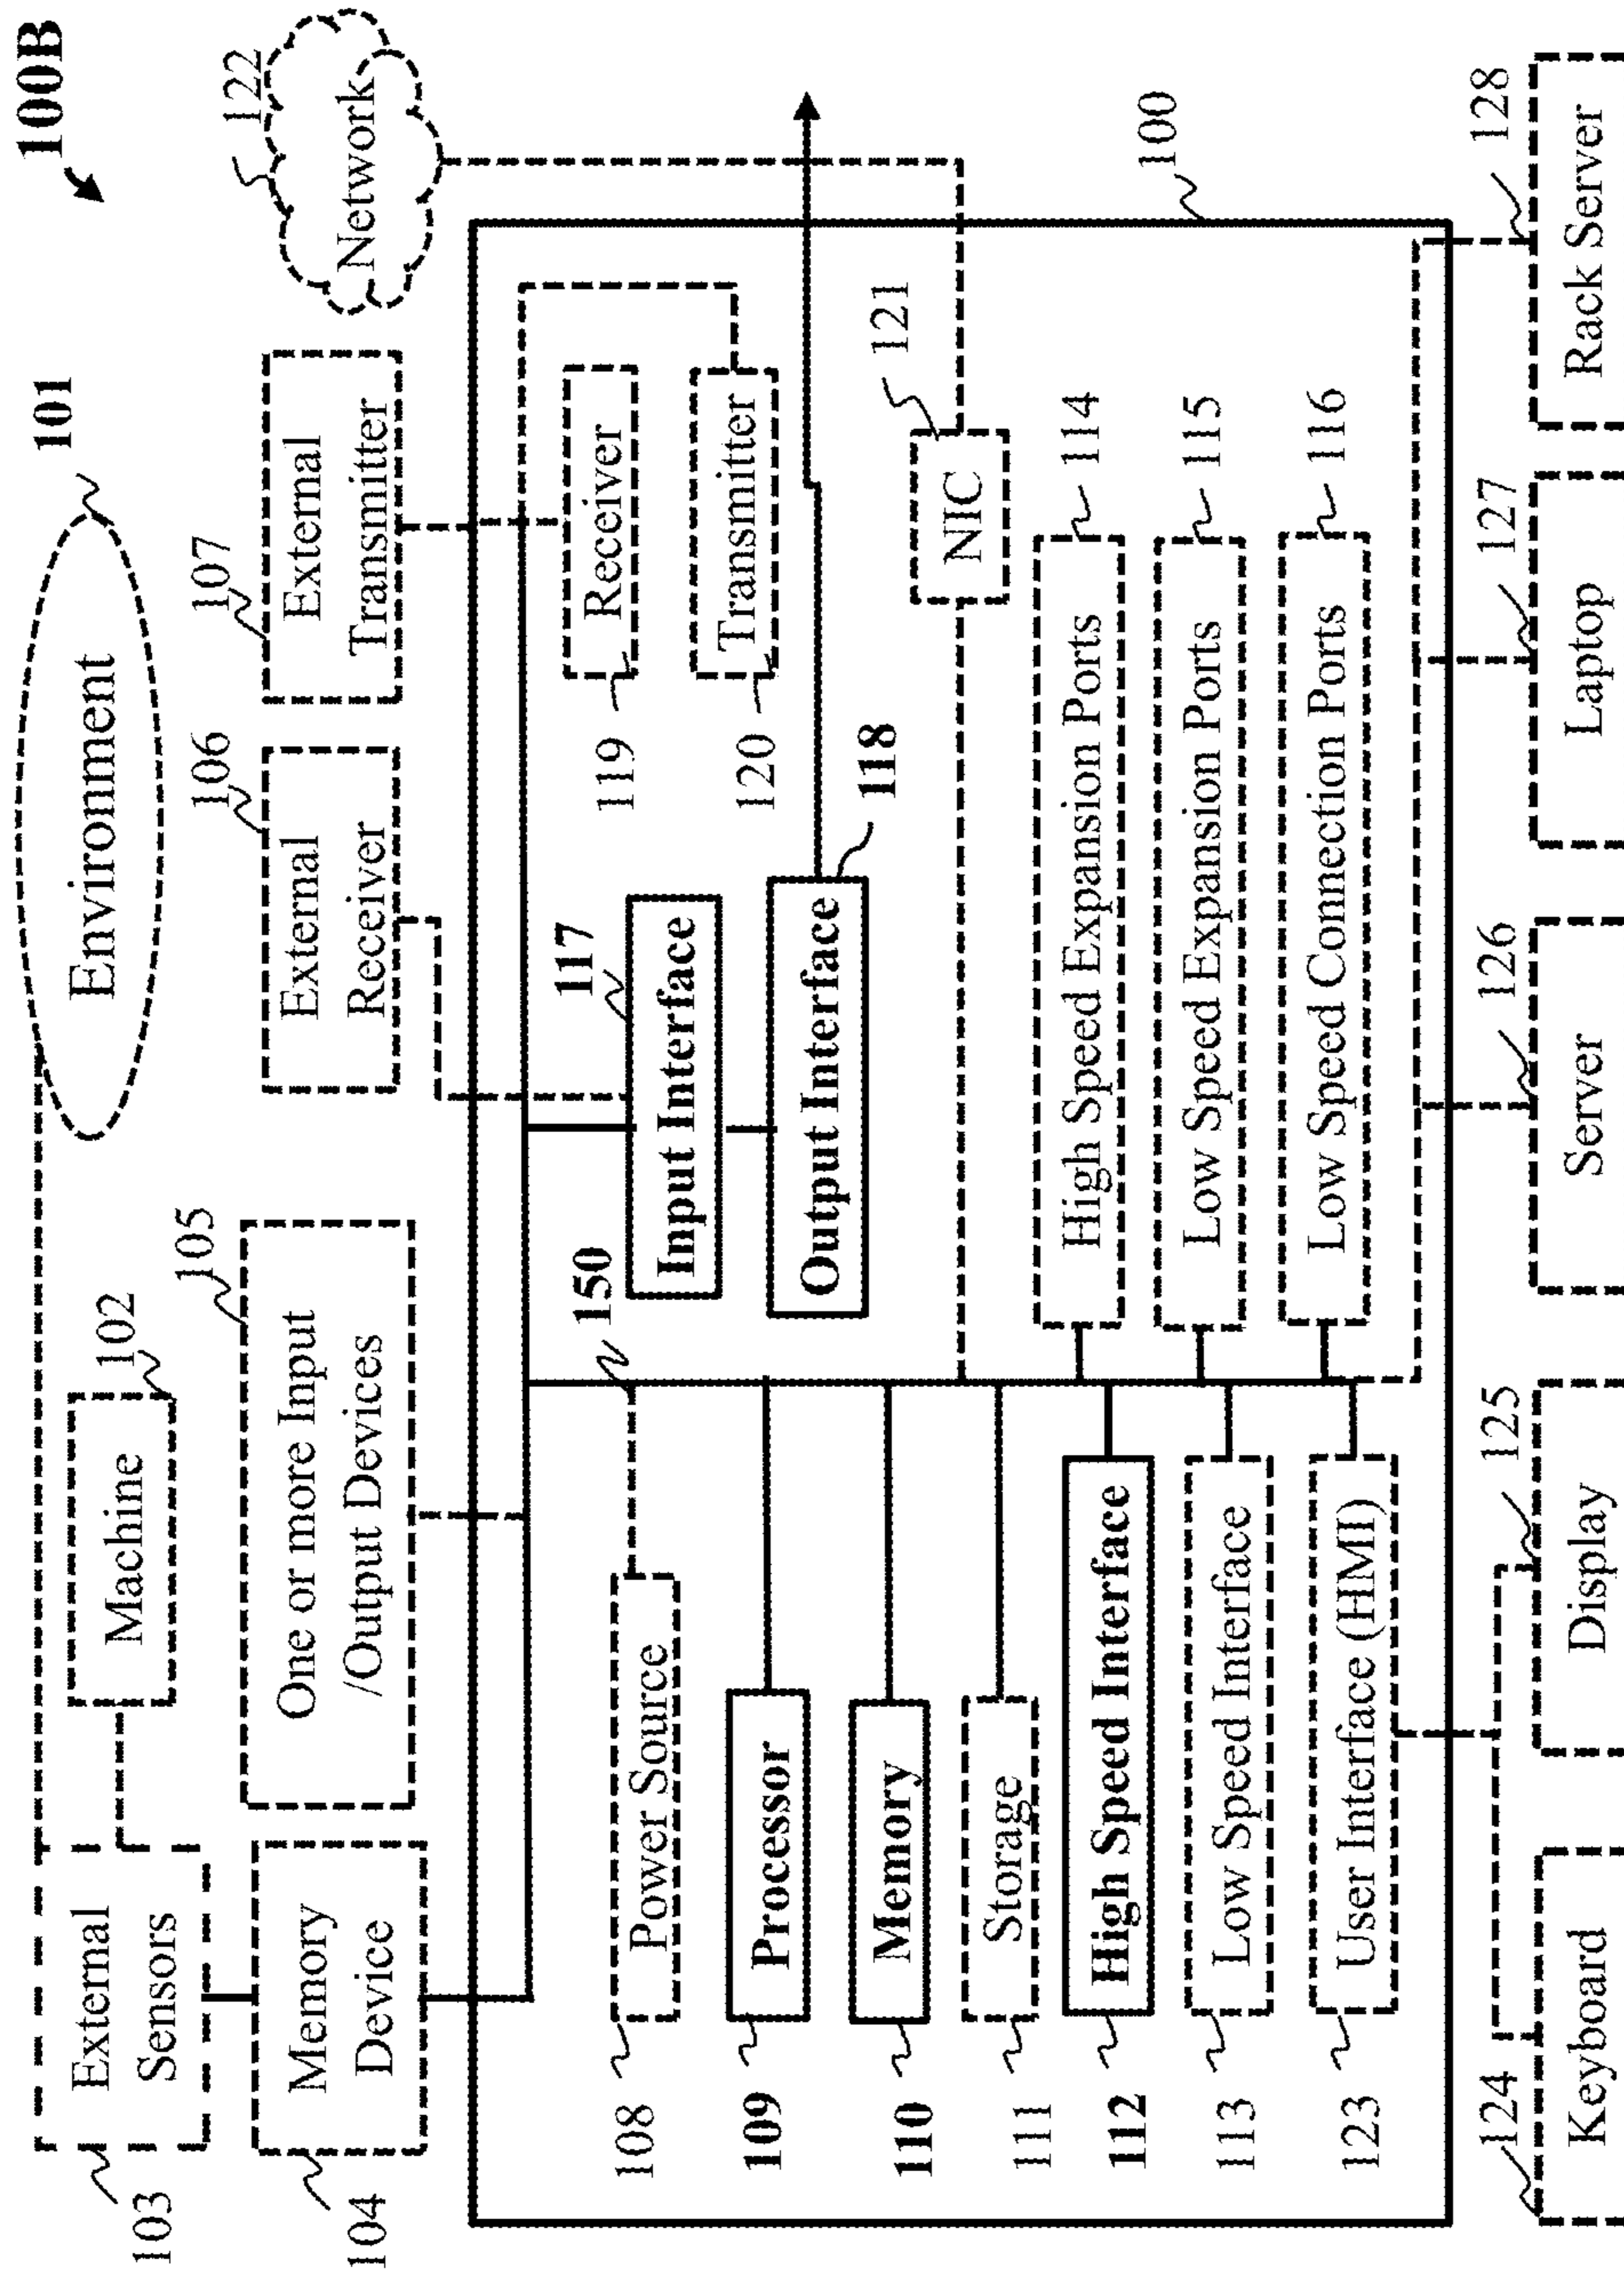 100B
Environment
101
Machine
102
External
Sensors
103
Memory
Device
104
One or more Input
/Output Devices
105
External
Receiver
106
External
Transmitter
107
Network
122
Power Source
108
Processor
109
Memory
110
Storage
111
High Speed Interface
112
Low Speed Interface
113
User Interface (HMI)
123
150
Input Interface
117
Output Interface
118
Receiver
119
Transmitter
120
NIC
121
High Speed Expansion Ports
114
Low Speed Expansion Ports
115
Low Speed Connection Ports
116
100
Keyboard
124
Display
125
Server
126
Laptop
127
Rack Server
128